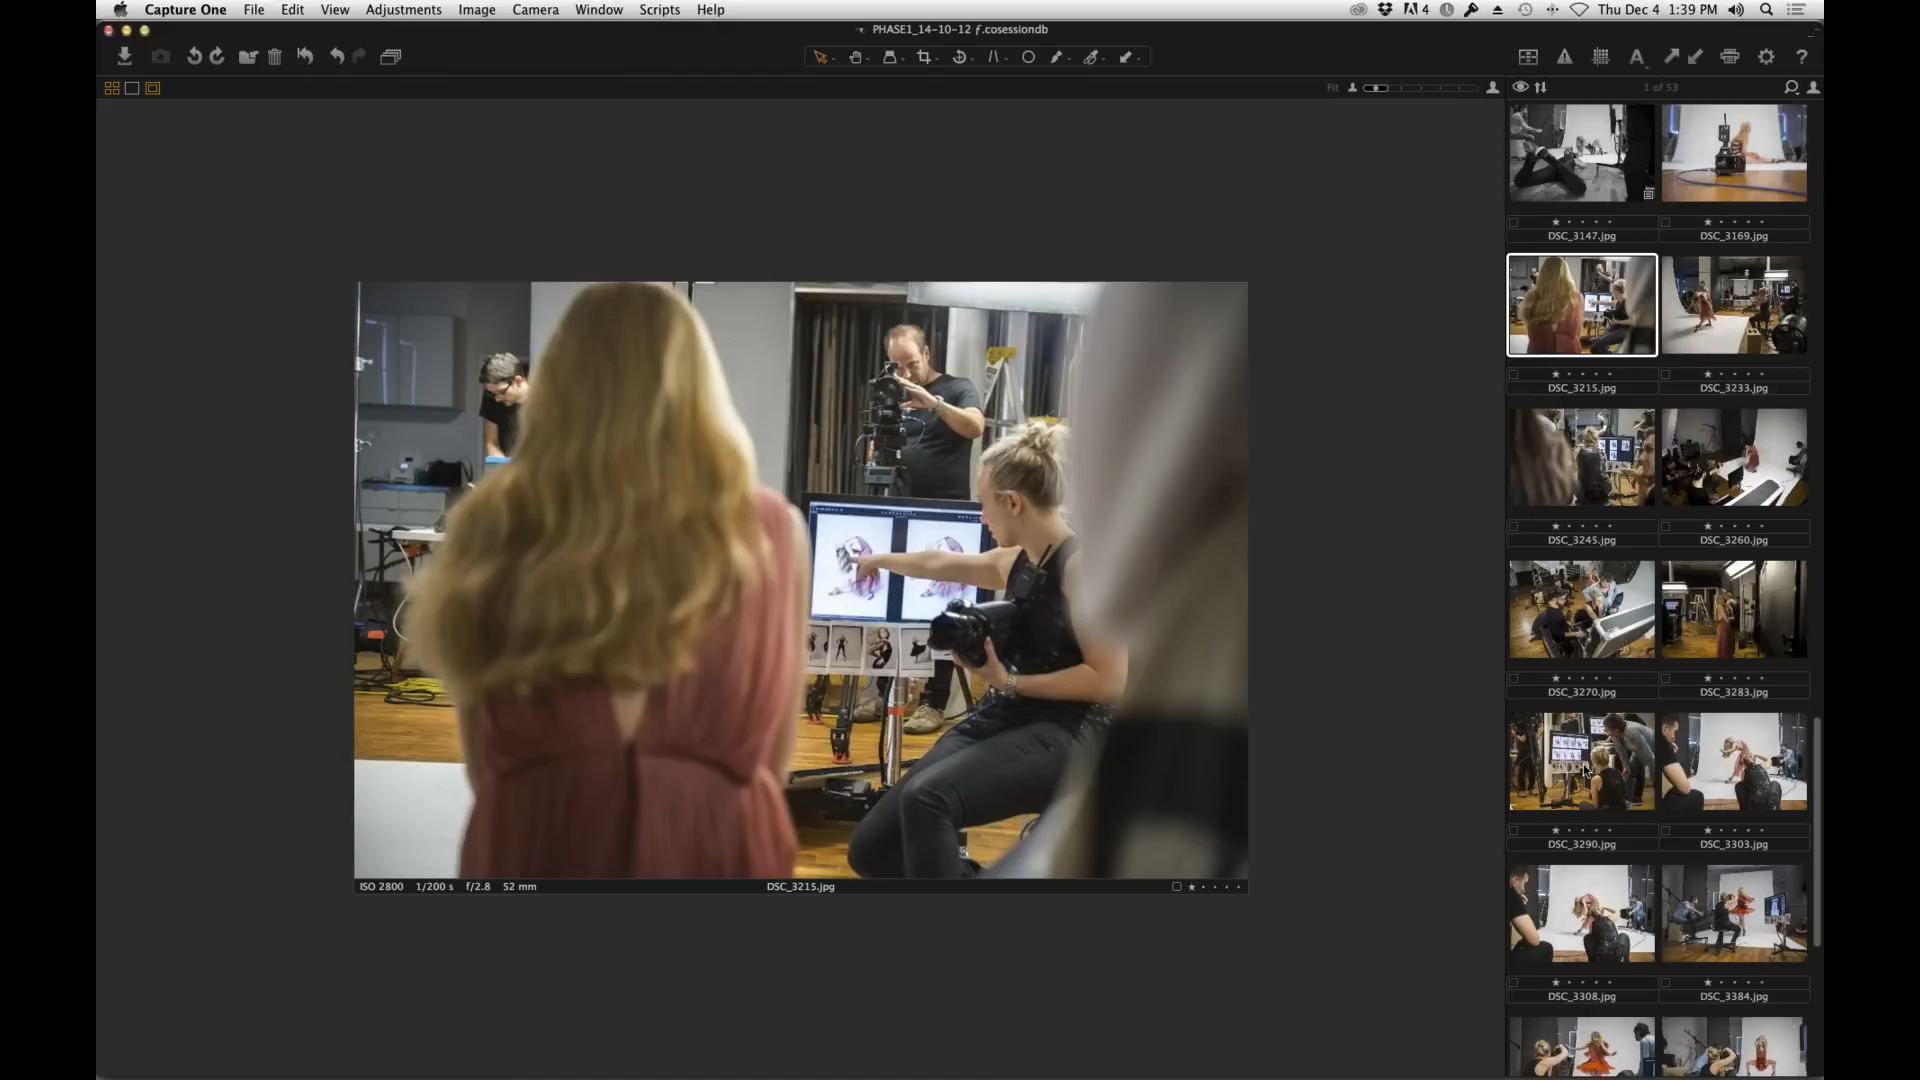 Capture One File Edit View Adjustments Image Camera Window Scripts Help 4 Thu Dec 4 1:39 PM
PHASE1_14-10-12 ƒ.cosessiondb
A ?
Fit 1 of 53
DSC_3147.jpg DSC_3169.jpg
DSC_3215.jpg DSC_3233.jpg
DSC_3245.jpg DSC_3260.jpg
DSC_3270.jpg DSC_3283.jpg
DSC_3290.jpg DSC_3303.jpg
ISO 2800 1/200 s f/2.8 52 mm DSC_3215.jpg
DSC_3308.jpg DSC_3384.jpg